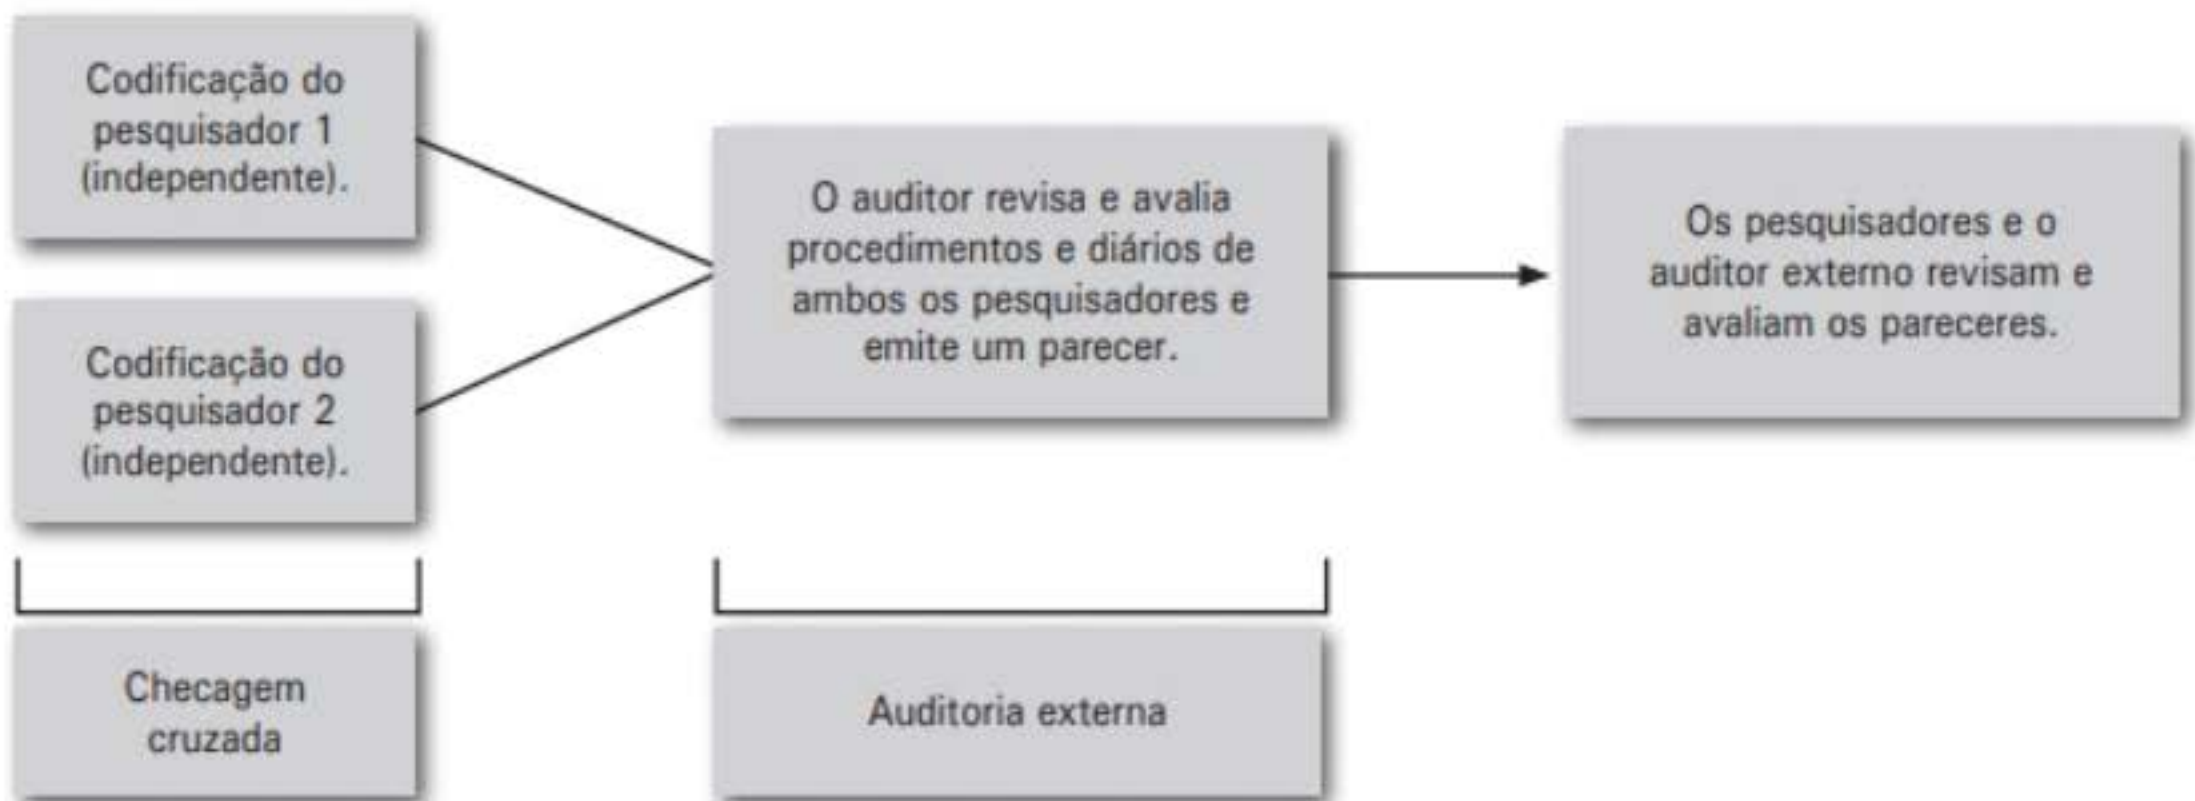 Codificação do
pesquisador 1
(independente).
Codificação do
pesquisador 2
(independente).
Checagem
cruzada
O auditor revisa e avalia
procedimentos e diários de
ambos os pesquisadores e
emite um parecer.
Auditoria externa
Os pesquisadores e o
auditor externo revisam e
avaliam os pareceres.